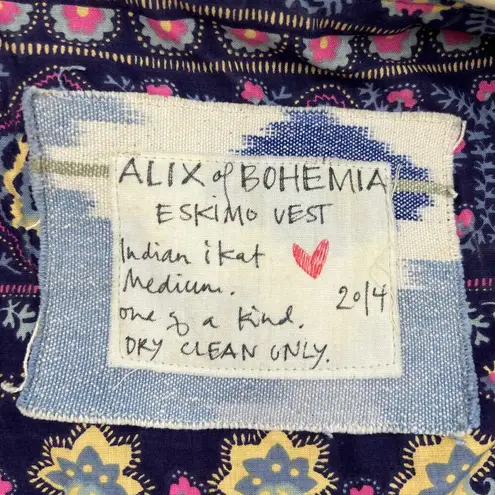 ALIX of BOHEMIA
ESKIMO VEST
Indian ikat
Medium. 2014
one of a kind.
DRY CLEAN ONLY.